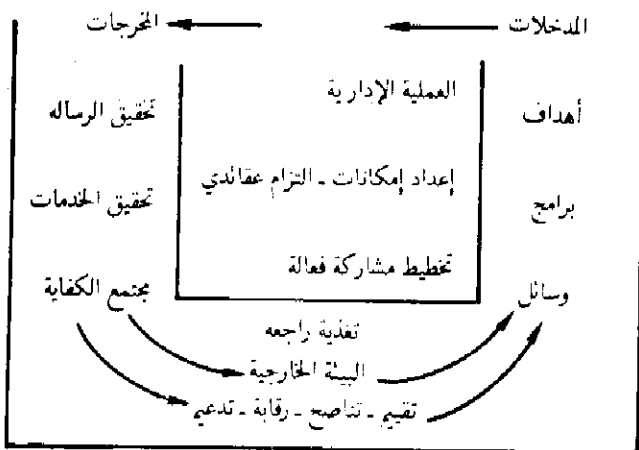 المدخلات
المخرجات
أهداف
العملية الإدارية
تحقيق الرساله
برامج
إعداد إمكانات - التزام عقائدي
تحقيق الخدمات
وسائل
تخطيط مشاركة فعالة
مجتمع الكفاية
تغذية راجعه
البيئة الخارجية
تقييم - تناصح - رقابة - تدعيم